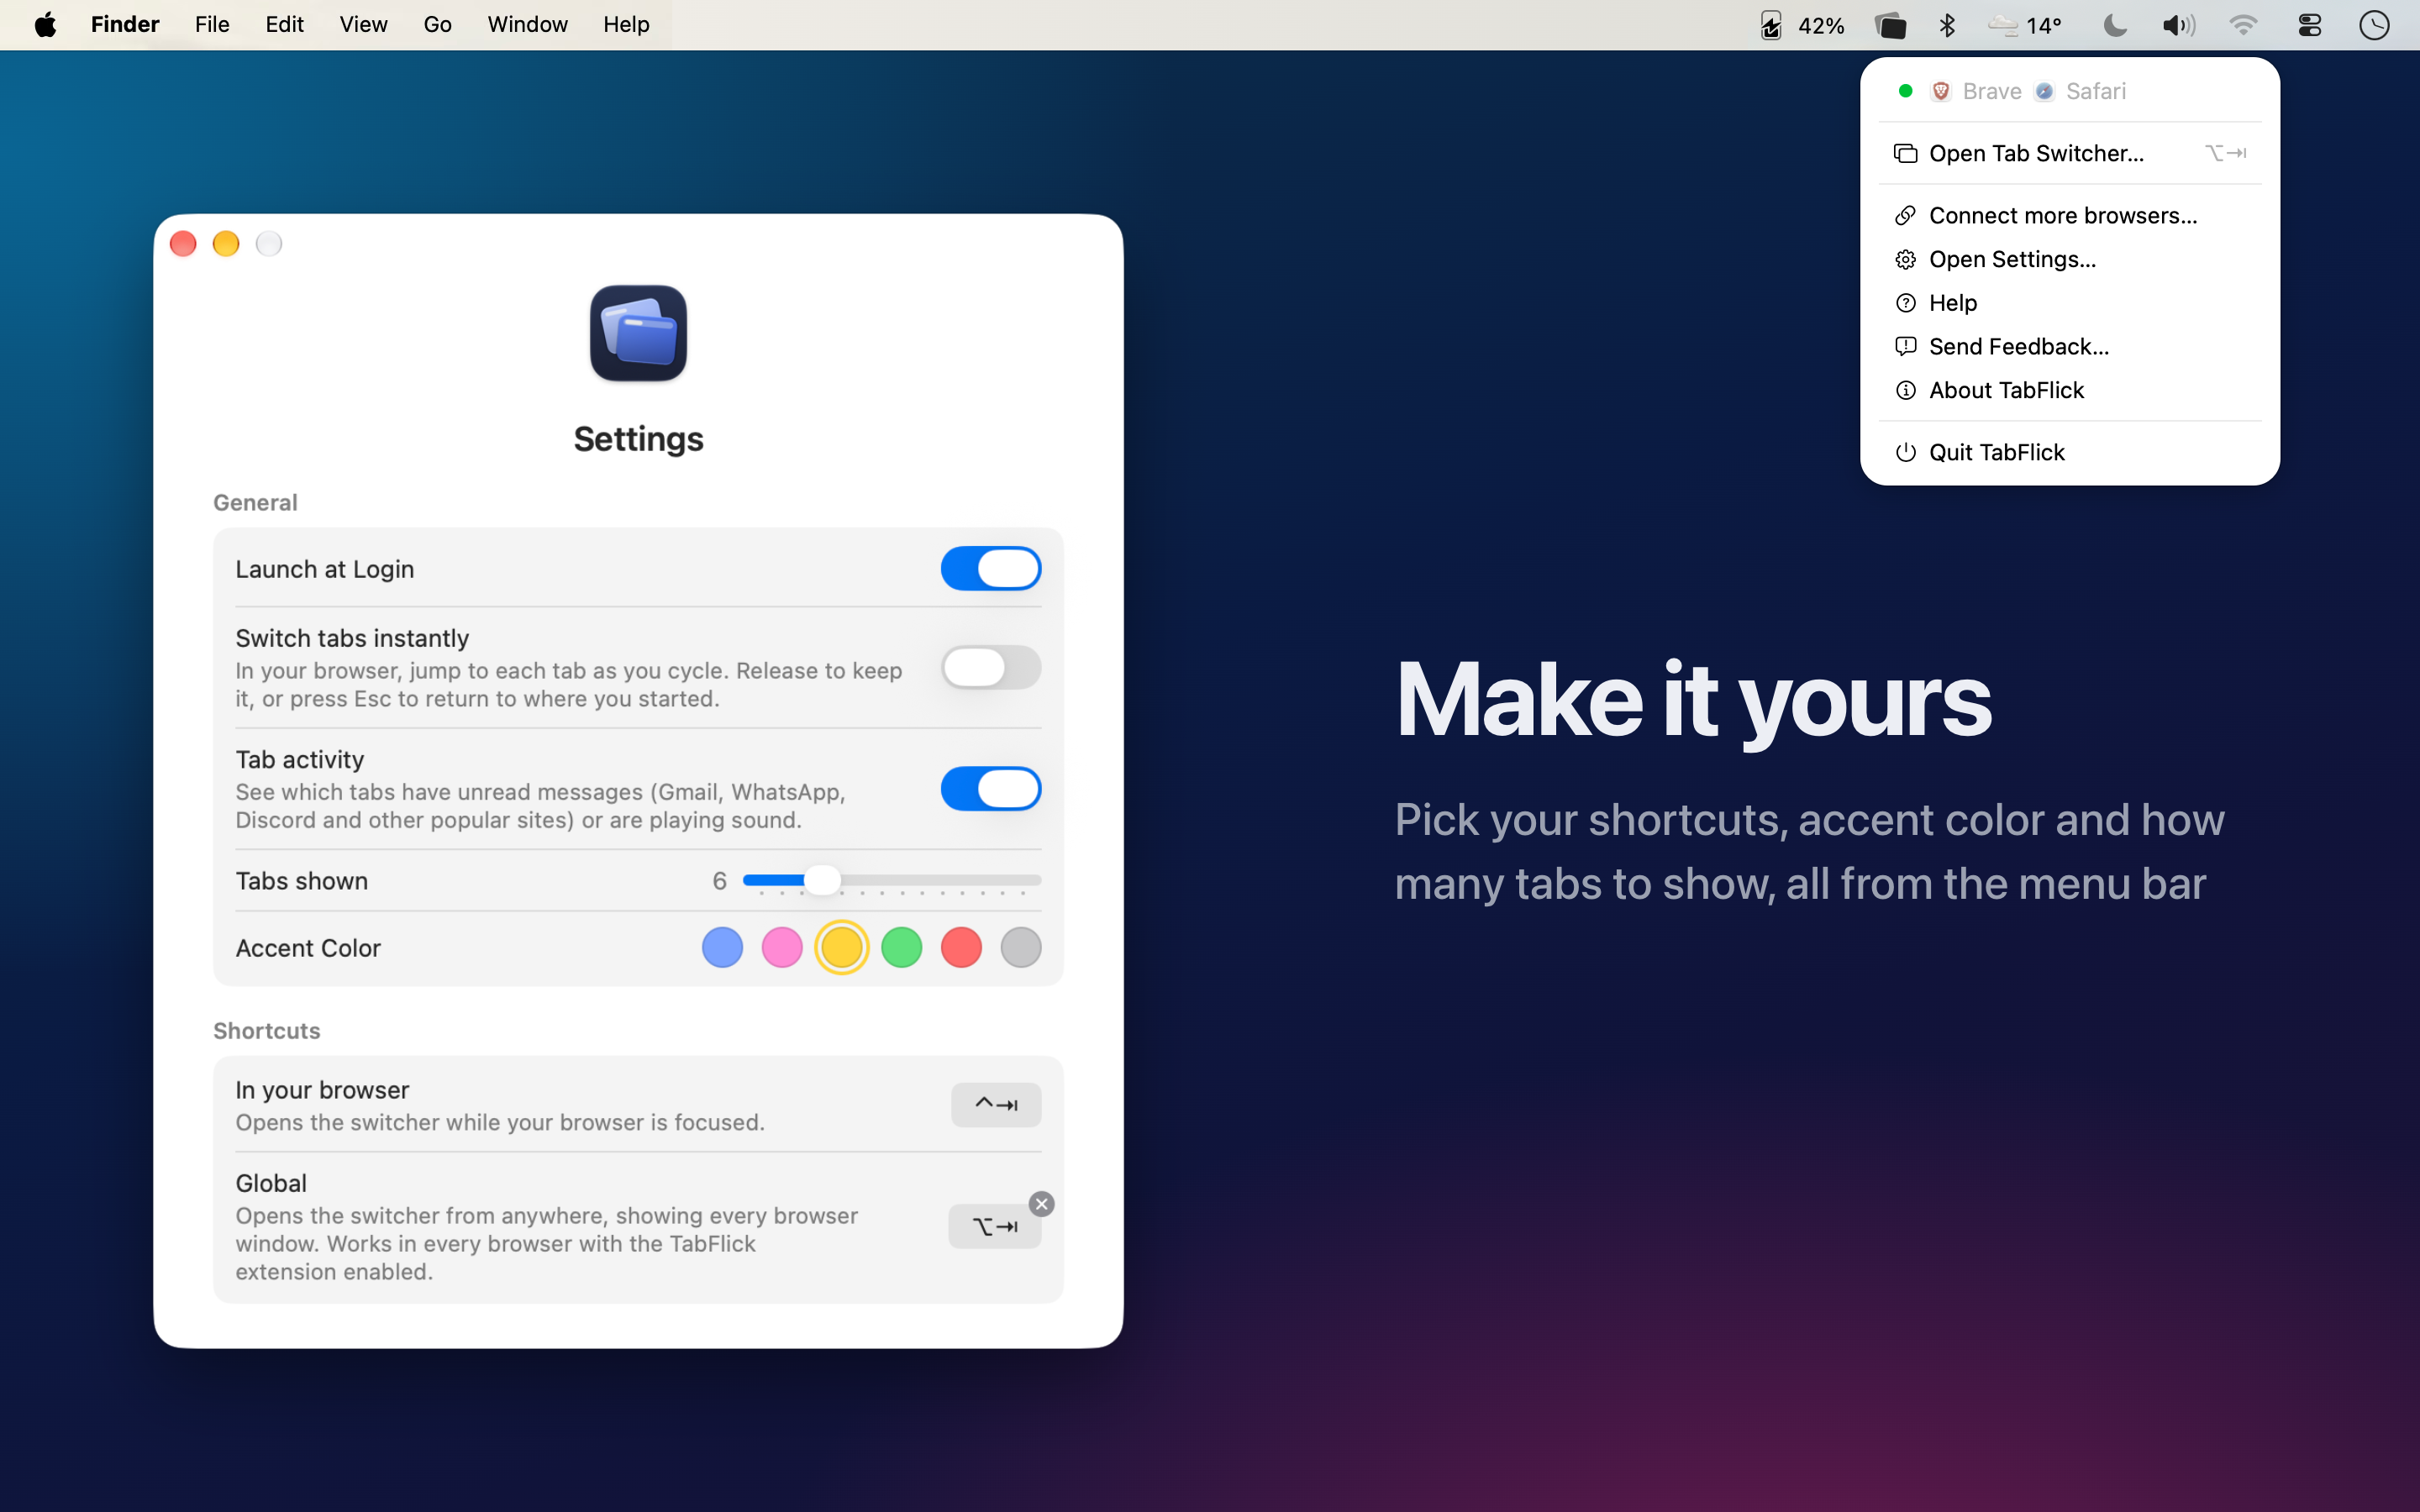 Finder File Edit View Go Window Help 42% 14°
Brave Safari
Open Tab Switcher... ⌥⇥
Connect more browsers...
Open Settings...
Help
Send Feedback...
About TabFlick
Quit TabFlick
Settings
General
Launch at Login
Switch tabs instantly
In your browser, jump to each tab as you cycle. Release to keep
it, or press Esc to return to where you started.
Tab activity
See which tabs have unread messages (Gmail, WhatsApp,
Discord and other popular sites) or are playing sound.
Tabs shown 6
Accent Color
Shortcuts
In your browser
Opens the switcher while your browser is focused.
⌃⇥
Global
Opens the switcher from anywhere, showing every browser
window. Works in every browser with the TabFlick
extension enabled.
⌥⇥
Make it yours
Pick your shortcuts, accent color and how
many tabs to show, all from the menu bar